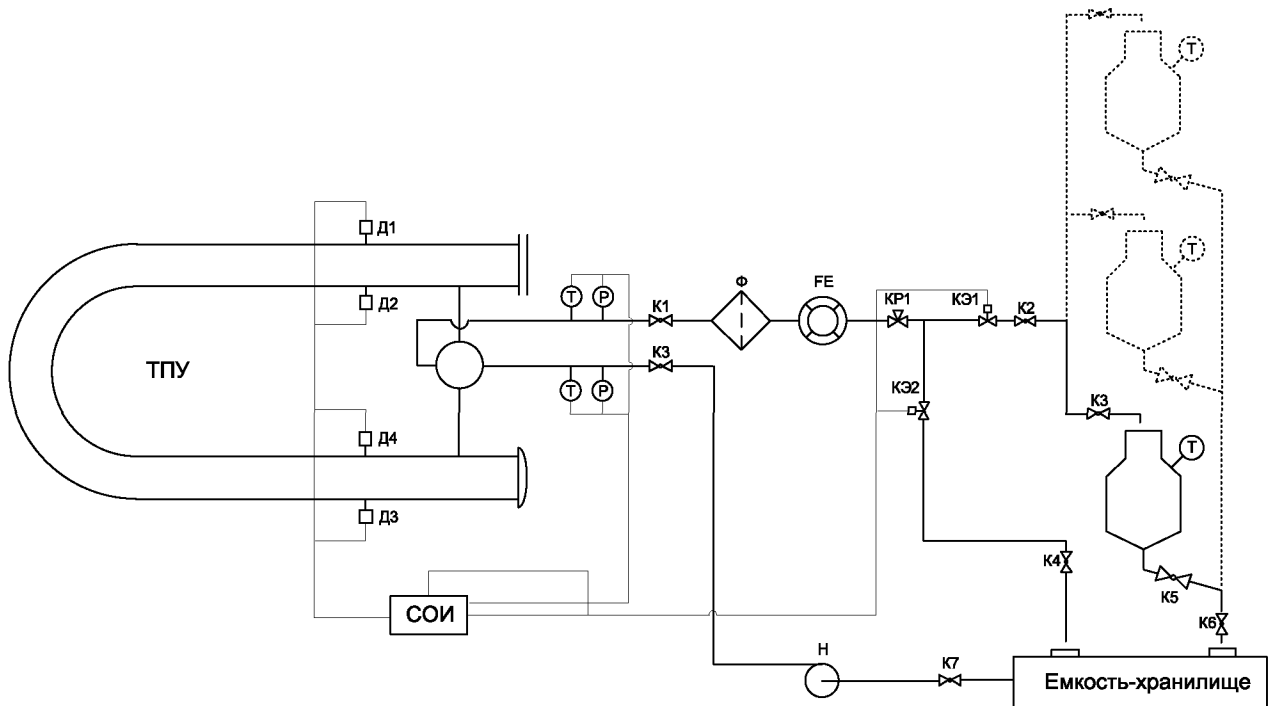 Т
Т
Д1
Д2
Т
Р
К1
Ф
FE
КР1
КЭ1
К2
ТПУ
К3
Т
Р
КЭ2
К3
Т
Д4
Д3
К4
К5
К6
СОИ
Н
К7
Емкость-хранилище